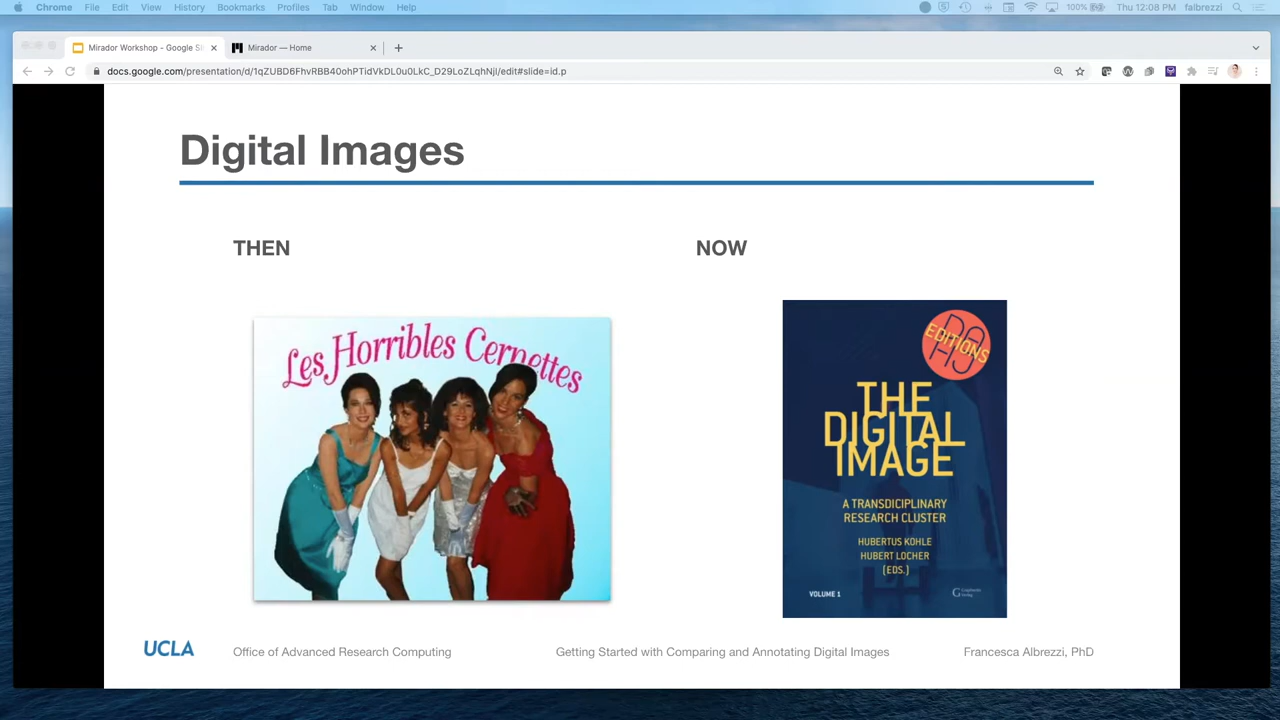 Chrome File Edit View History Bookmarks Profiles Tab Window Help 100% Thu 12:08 PM falbrezzi
Mirador Workshop - Google Sl Mirador — Home
docs.google.com/presentation/d/1qZUBD6FhvRBB40ohPTidVkDL0u0LkC_D29LoZLqhNjI/edit#slide=id.p
Digital Images
THEN
NOW
Les Horribles Cernettes
DAHJ
EDITIONS
THE
DIGITAL
IMAGE
A TRANSDICIPLINARY
RESEARCH CLUSTER
HUBERTUS KOHLE
HUBERT LOCHER
(EDS.)
VOLUME 1
UCLA Office of Advanced Research Computing Getting Started with Comparing and Annotating Digital Images Francesca Albrezzi, PhD